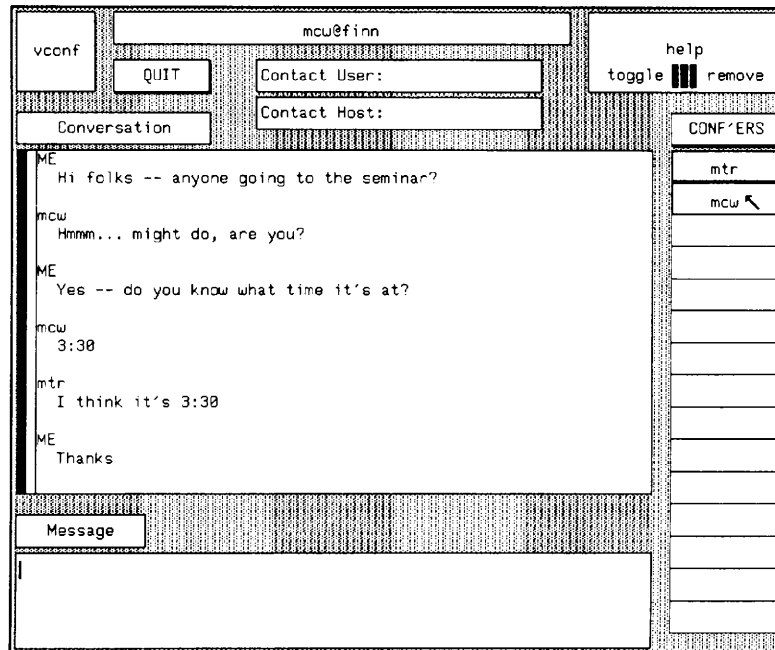 vconf
mcw@finn
help
toggle remove
QUIT
Contact User:
Contact Host:
Conversation
CONF'ERS
ME
Hi folks -- anyone going to the seminar?
mcw
Hmmm... might do, are you?
ME
Yes -- do you know what time it's at?
mcw
3:30
mtr
I think it's 3:30
ME
Thanks
mtr
mcw
Message